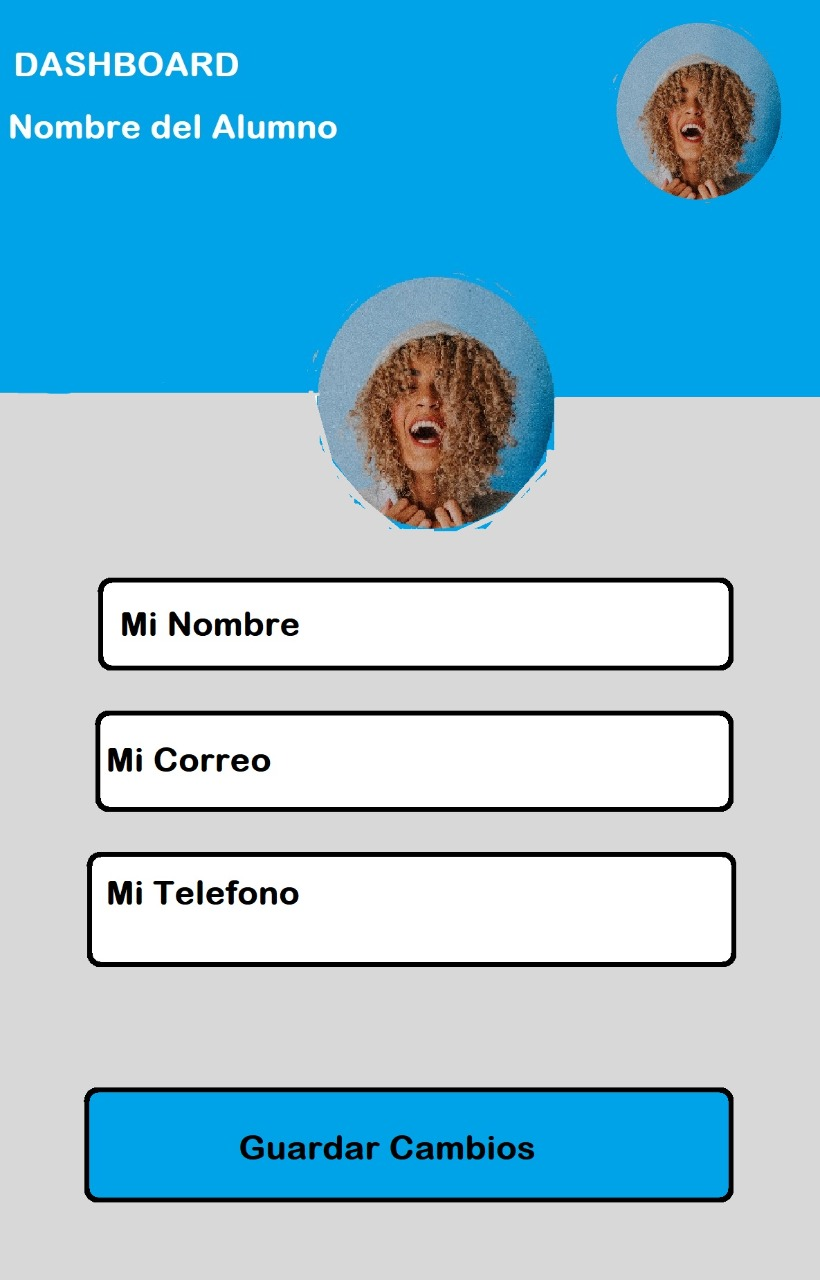 DASHBOARD
Nombre del Alumno
Mi Nombre
Mi Correo
Mi Telefono
Guardar Cambios